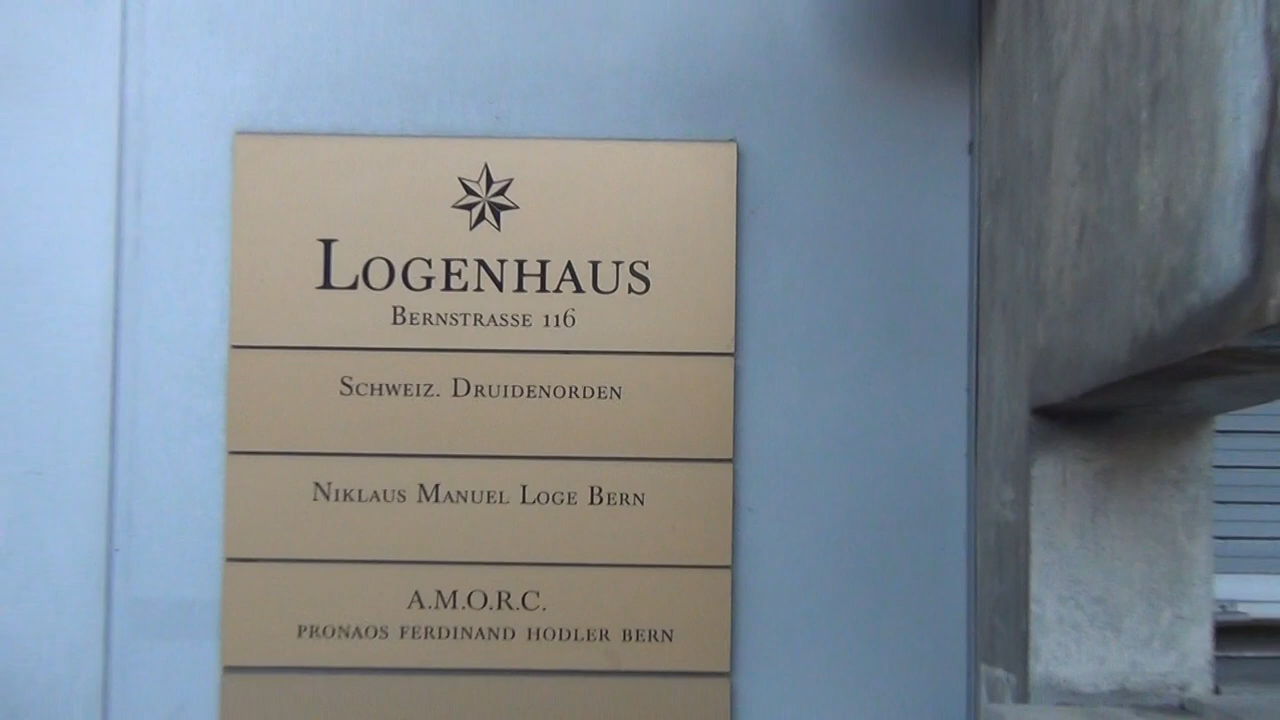 LOGENHAUS
BERNSTRASSE 116
SCHWEIZ. DRUIDENORDEN
NIKLAUS MANUEL LOGE BERN
A.M.O.R.C.
PRONAOS FERDINAND HODLER BERN